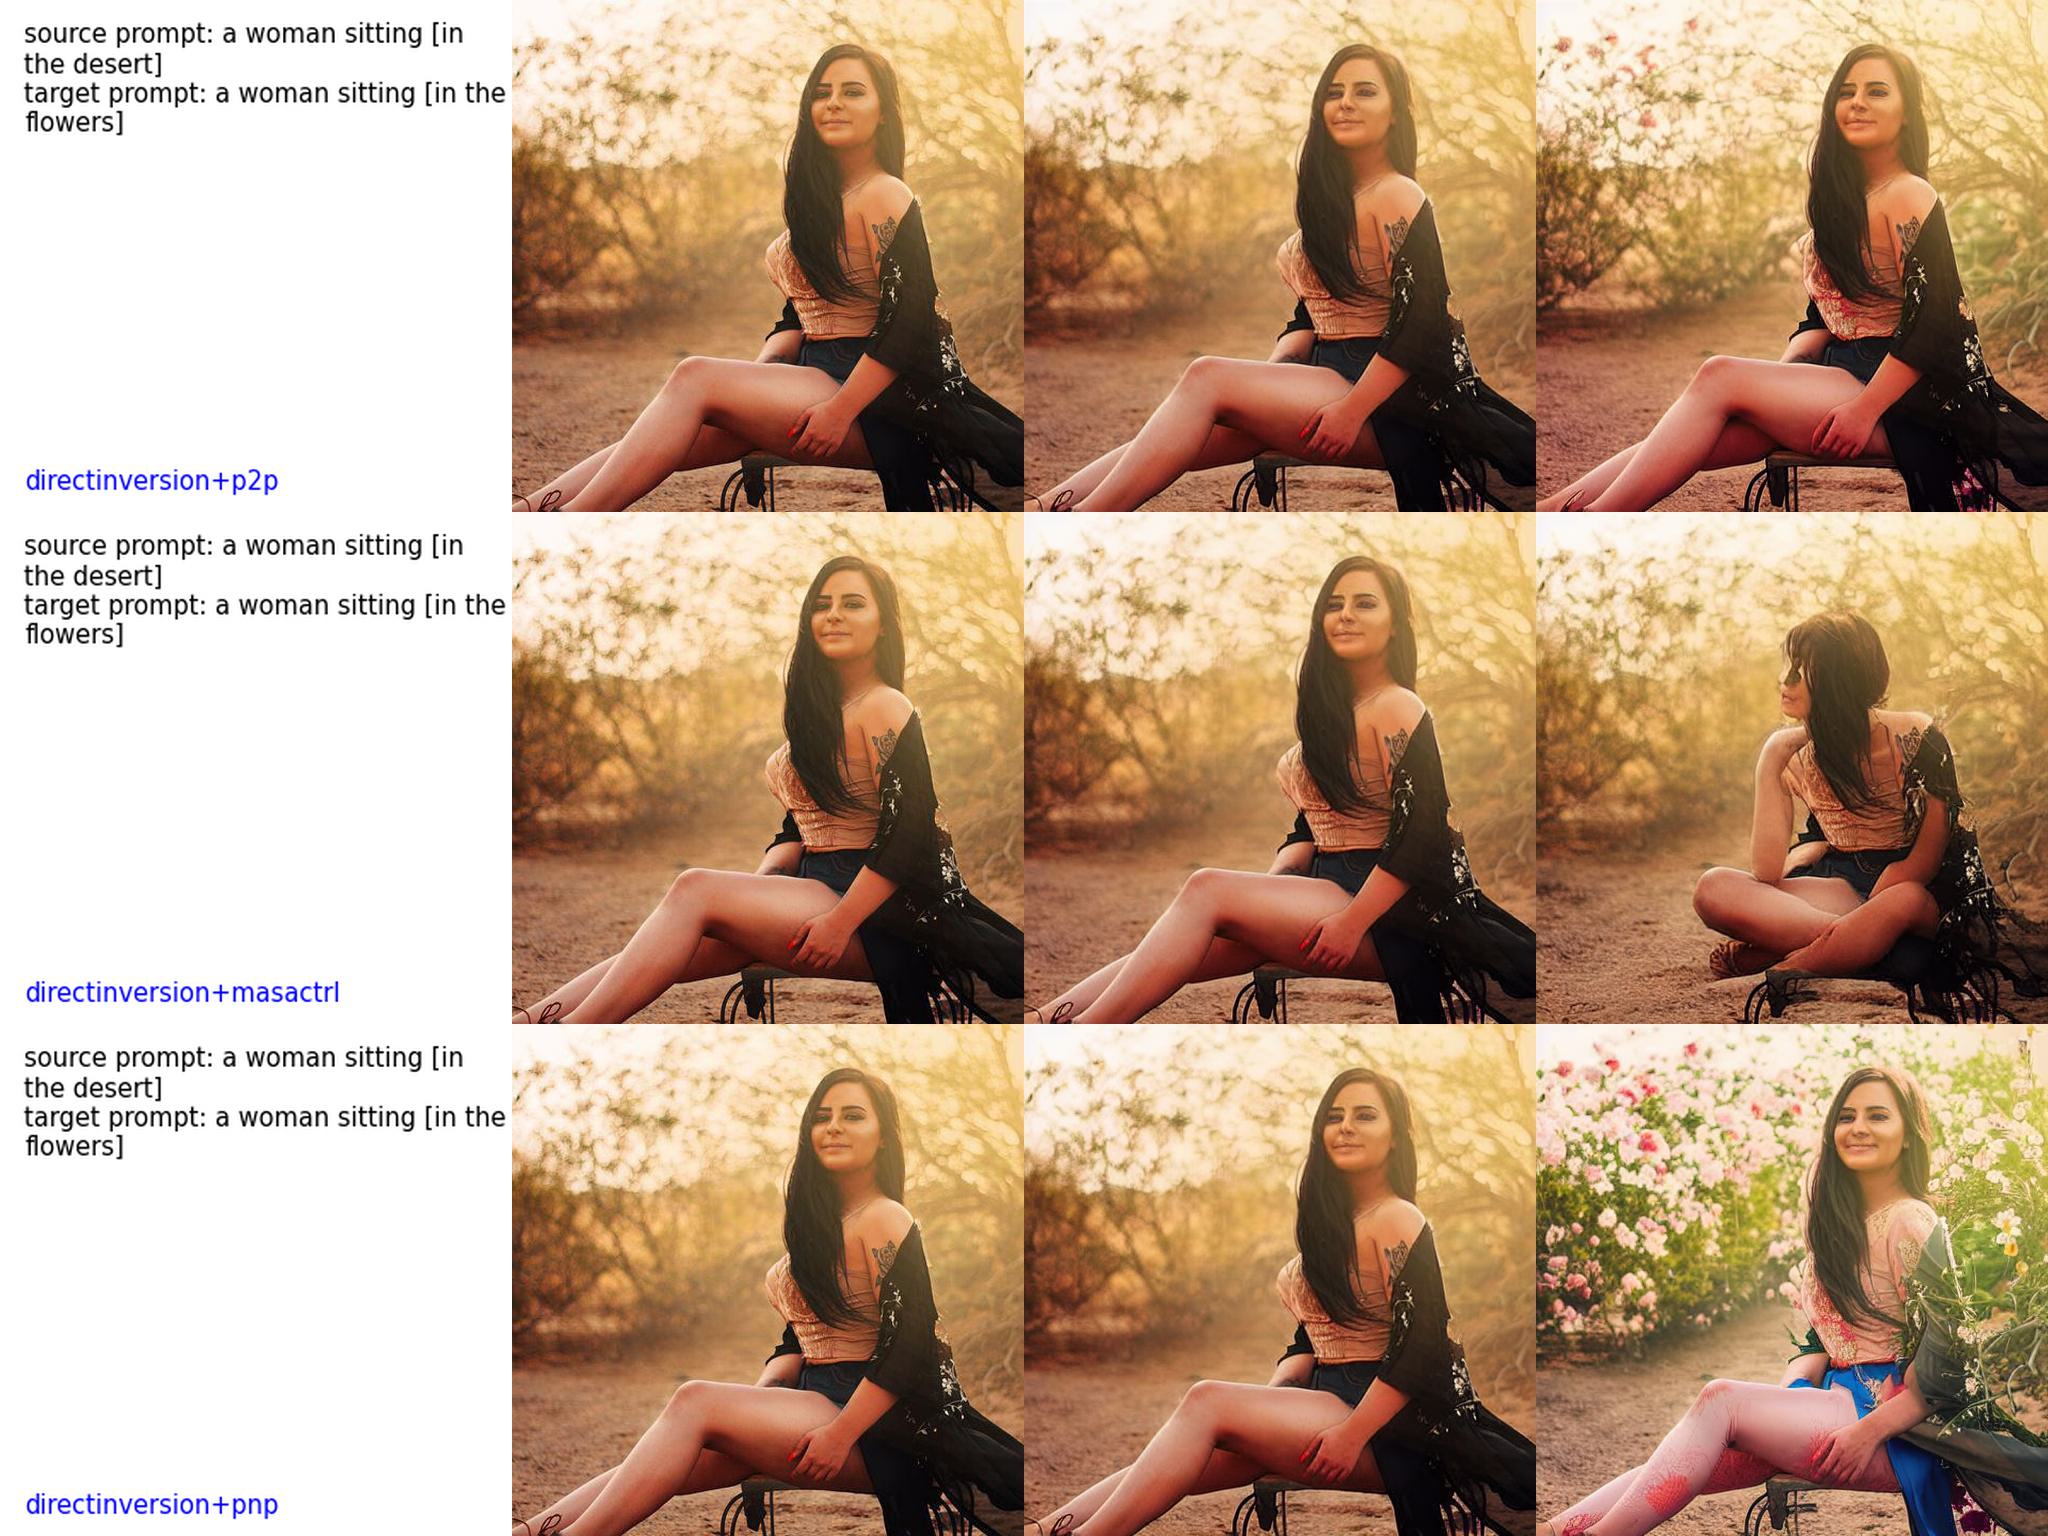 source prompt: a woman sitting [in
the desert]
target prompt: a woman sitting [in the
flowers]
directinversion+p2p
source prompt: a woman sitting [in
the desert]
target prompt: a woman sitting [in the
flowers]
directinversion+masactrl
source prompt: a woman sitting [in
the desert]
target prompt: a woman sitting [in the
flowers]
directinversion+pnp